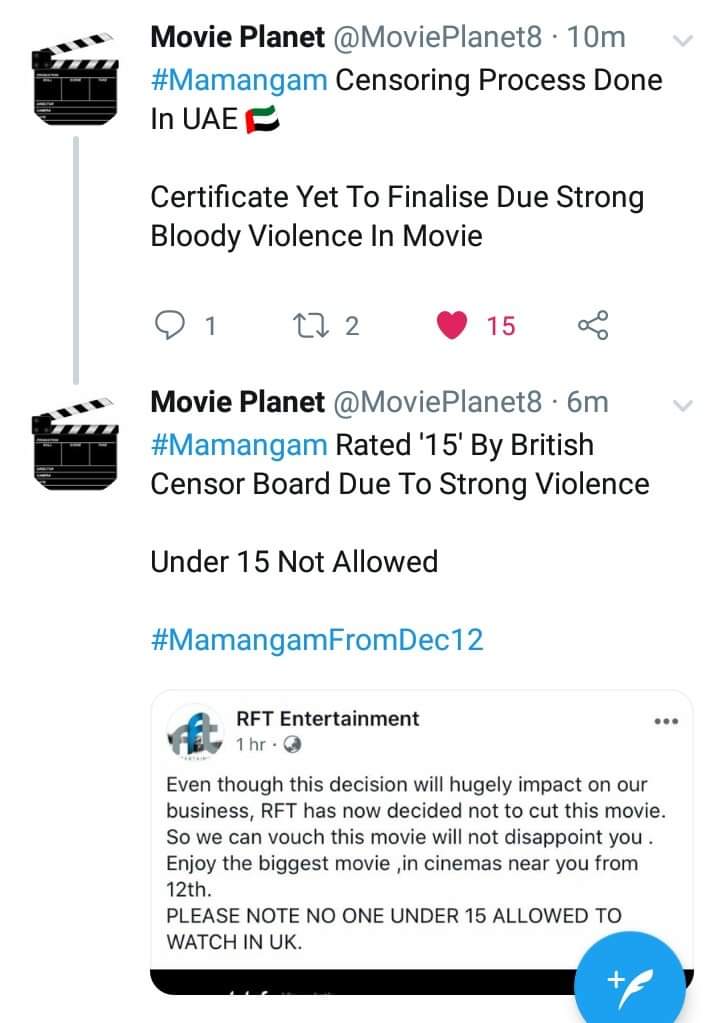 Movie Planet @MoviePlanet8 · 10m
#Mamangam Censoring Process Done
In UAE 🇦🇪
Certificate Yet To Finalise Due Strong
Bloody Violence In Movie
1 2 15
Movie Planet @MoviePlanet8 · 6m
#Mamangam Rated '15' By British
Censor Board Due To Strong Violence
Under 15 Not Allowed
#MamangamFromDec12
rft
RFT Entertainment
1 hr ·
Even though this decision will hugely impact on our
business, RFT has now decided not to cut this movie.
So we can vouch this movie will not disappoint you .
Enjoy the biggest movie ,in cinemas near you from
12th.
PLEASE NOTE NO ONE UNDER 15 ALLOWED TO
WATCH IN UK.